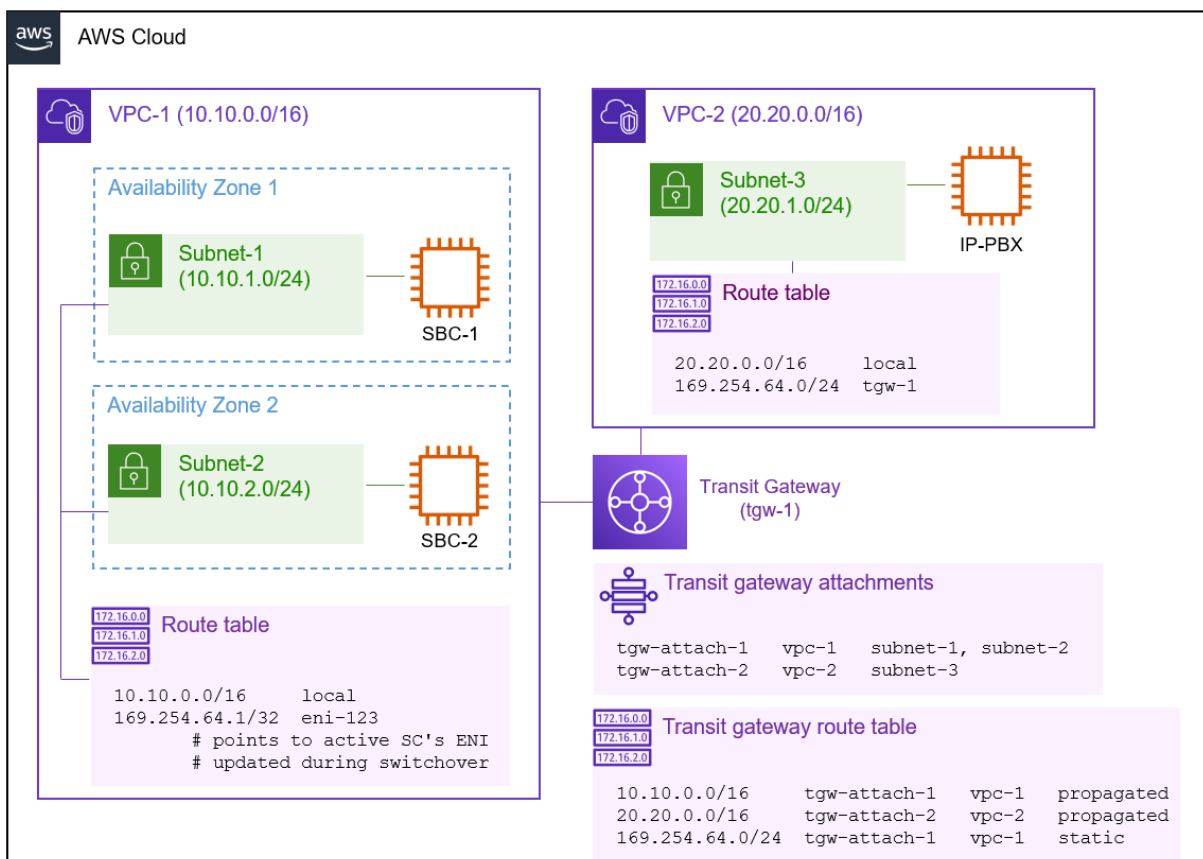 aws
AWS Cloud
VPC-1 (10.10.0.0/16)
Availability Zone 1
Subnet-1
(10.10.1.0/24)
SBC-1
Availability Zone 2
Subnet-2
(10.10.2.0/24)
SBC-2
172.16.0.0
172.16.1.0
172.16.2.0
Route table
10.10.0.0/16 local
169.254.64.1/32 eni-123
# points to active SC's ENI
# updated during switchover
VPC-2 (20.20.0.0/16)
Subnet-3
(20.20.1.0/24)
IP-PBX
172.16.0.0
172.16.1.0
172.16.2.0
Route table
20.20.0.0/16 local
169.254.64.0/24 tgw-1
Transit Gateway
(tgw-1)
Transit gateway attachments
tgw-attach-1 vpc-1 subnet-1, subnet-2
tgw-attach-2 vpc-2 subnet-3
172.16.0.0
172.16.1.0
172.16.2.0
Transit gateway route table
10.10.0.0/16 tgw-attach-1 vpc-1 propagated
20.20.0.0/16 tgw-attach-2 vpc-2 propagated
169.254.64.0/24 tgw-attach-1 vpc-1 static